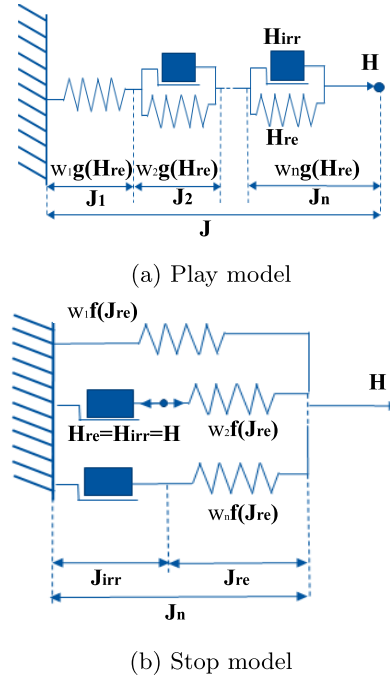 Hirr
H
Hre
w1g(Hre) w2g(Hre) wng(Hre)
J1 J2 Jn
J
(a) Play model
w1f(Jre)
H
Hre=Hirr=H
w2f(Jre)
wnf(Jre)
Jirr Jre
Jn
(b) Stop model